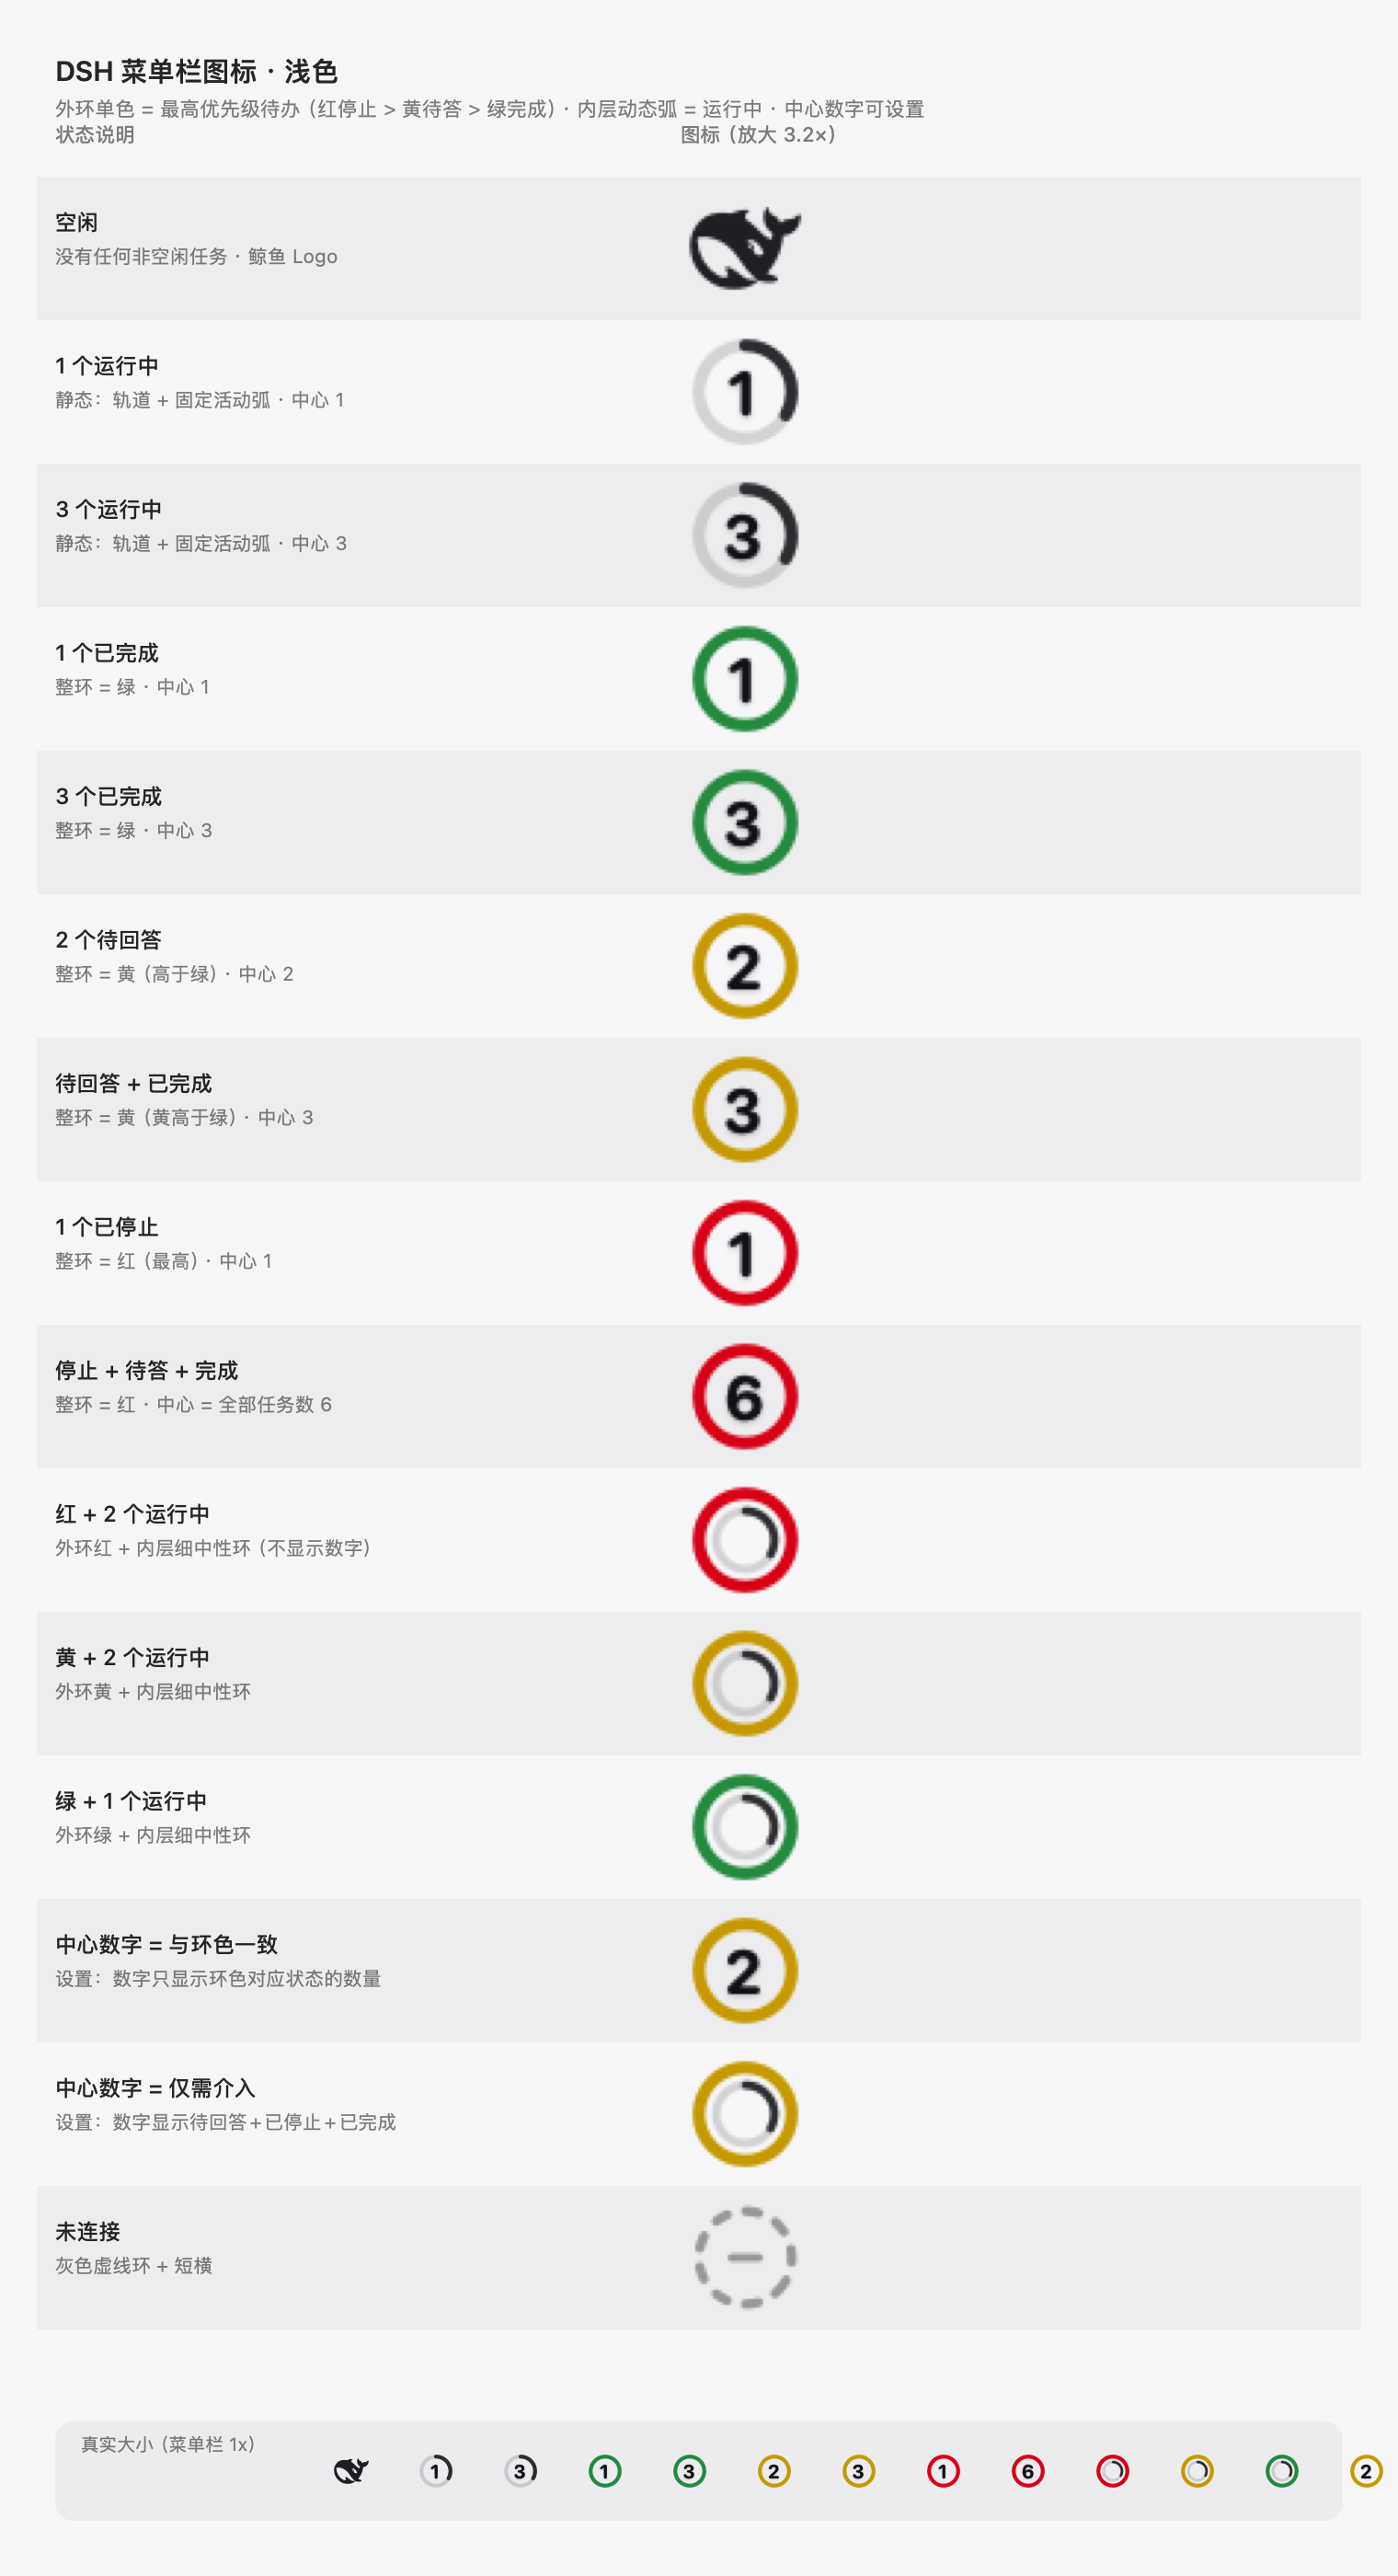 DSH 菜单栏图标 · 浅色
外环单色 = 最高优先级待办（红停止 > 黄待答 > 绿完成）· 内层动态弧 = 运行中 · 中心数字可设置
状态说明
图标（放大 3.2×）
空闲
没有任何非空闲任务 · 鲸鱼 Logo
1 个运行中
静态：轨道 + 固定活动弧 · 中心 1
1
3 个运行中
静态：轨道 + 固定活动弧 · 中心 3
3
1 个已完成
整环 = 绿 · 中心 1
1
3 个已完成
整环 = 绿 · 中心 3
3
2 个待回答
整环 = 黄（高于绿）· 中心 2
2
待回答 + 已完成
整环 = 黄（黄高于绿）· 中心 3
3
1 个已停止
整环 = 红（最高）· 中心 1
1
停止 + 待答 + 完成
整环 = 红 · 中心 = 全部任务数 6
6
红 + 2 个运行中
外环红 + 内层细中性环（不显示数字）
黄 + 2 个运行中
外环黄 + 内层细中性环
绿 + 1 个运行中
外环绿 + 内层细中性环
中心数字 = 与环色一致
设置：数字只显示环色对应状态的数量
2
中心数字 = 仅需介入
设置：数字显示待回答+已停止+已完成
未连接
灰色虚线环 + 短横
真实大小（菜单栏 1x）
1 3 1 3 2 3 1 6 2